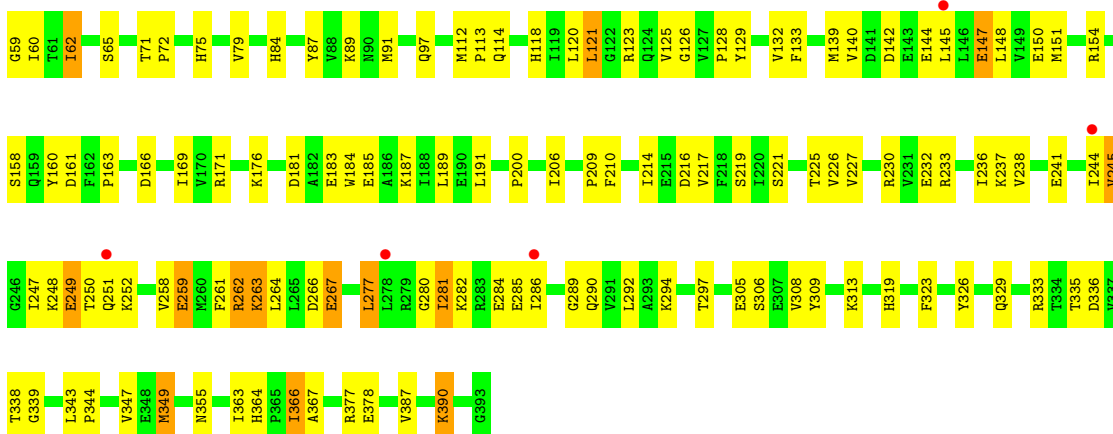 G59 I60 T61 I62 S65 T71 P72 H75 V79 H84 Y87 V88 K89 N90 M91 Q97 M112 P113 Q114 H118 I119 L120 L121 G122 R123 Q124 V125 G126 V127 P128 Y129 V132 F133 M139 V140 D141 D142 E143 E144 L145 L146 E147 L148 V149 E150 M151 R154
S158 Q159 Y160 D161 F162 P163 D166 I169 V170 R171 K176 D181 A182 E183 W184 E185 A186 K187 I188 L189 E190 L191 P200 I206 P209 F210 I214 E215 D216 V217 F218 S219 I220 S221 T225 V226 V227 R230 V231 E232 R233 I236 K237 V238 E241 I244
G246 I247 K248 E249 T250 Q251 K252 V258 E259 M260 F261 R262 K263 L264 L265 D266 E267 L277 L278 R279 G280 I281 K282 R283 E284 E285 I286 G289 Q290 V291 L292 A293 K294 T297 E305 S306 E307 V308 Y309 K313 H319 F323 Y326 Q329 R333 T334 T335 D336
T338 G339 L343 P344 V347 E348 M349 N355 I363 H364 P365 I366 A367 R377 E378 V387 K390 G393